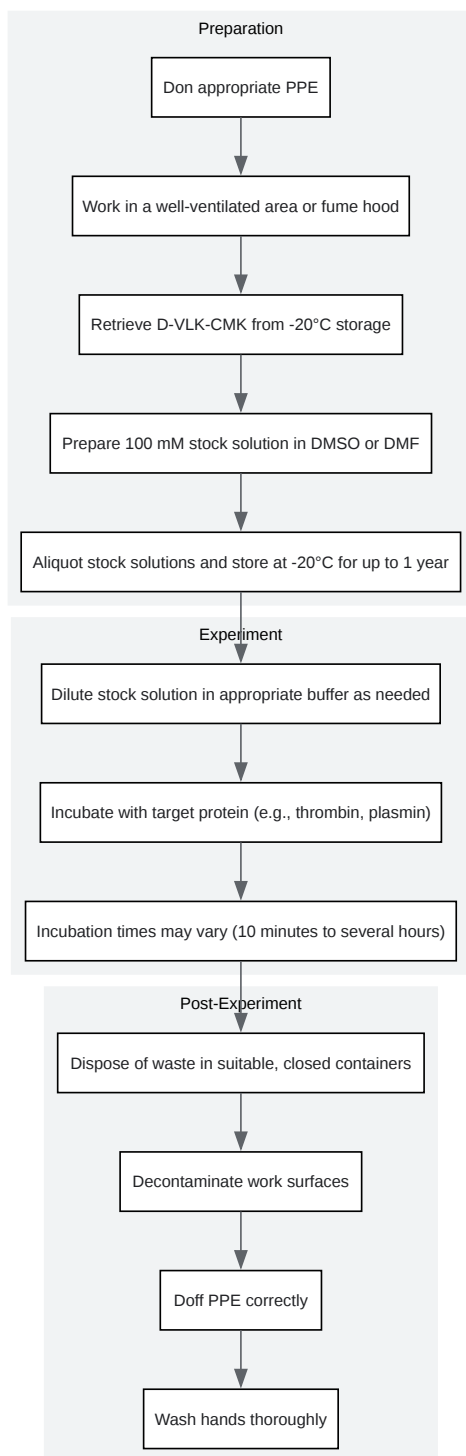 Preparation
Don appropriate PPE
Work in a well-ventilated area or fume hood
Retrieve D-VLK-CMK from -20°C storage
Prepare 100 mM stock solution in DMSO or DMF
Aliquot stock solutions and store at -20°C for up to 1 year
Experiment
Dilute stock solution in appropriate buffer as needed
Incubate with target protein (e.g., thrombin, plasmin)
Incubation times may vary (10 minutes to several hours)
Post-Experiment
Dispose of waste in suitable, closed containers
Decontaminate work surfaces
Doff PPE correctly
Wash hands thoroughly